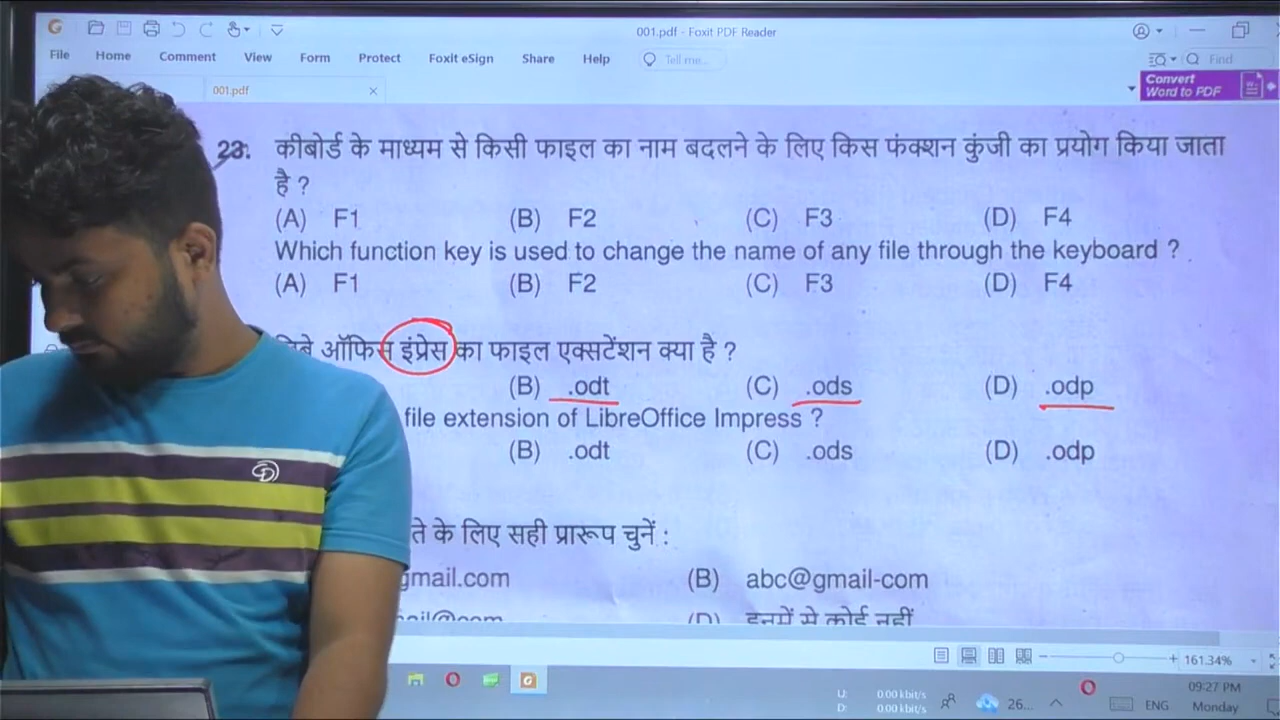 001.pdf - Foxit PDF Reader
File Home Comment View Form Protect Foxit eSign Share Help Tell me... Find
001.pdf
Convert
Word to PDF
23. कीबोर्ड के माध्यम से किसी फाइल का नाम बदलने के लिए किस फंक्शन कुंजी का प्रयोग किया जाता
है ?
(A) F1 (B) F2 (C) F3 (D) F4
Which function key is used to change the name of any file through the keyboard ?
(A) F1 (B) F2 (C) F3 (D) F4
ऑफिस इंप्रेस का फाइल एक्सटेंशन क्या है ?
(B) .odt (C) .ods (D) .odp
file extension of LibreOffice Impress ?
(B) .odt (C) .ods (D) .odp
के लिए सही प्रारूप चुनें :
gmail.com (B) abc@gmail-com
(D) इनमें से कोई नहीं
161.34%
U: 0.00 kbit/s
D: 0.00 kbit/s
26... ENG
09:27 PM
Monday